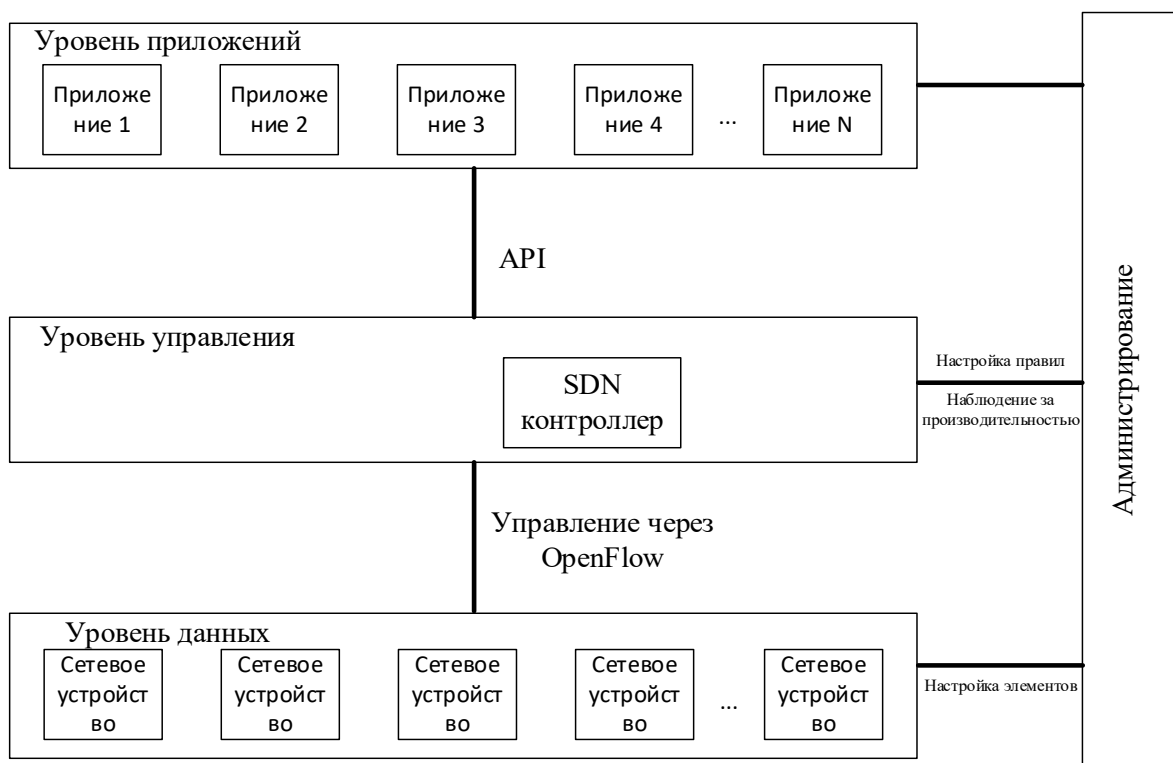 Уровень приложений
Приложе
ние 1
Приложе
ние 2
Приложе
ние 3
Приложе
ние 4
...
Приложе
ние N
API
Уровень управления
SDN
контроллер
Настройка правил
Наблюдение за
производительностью
Администрирование
Управление через
OpenFlow
Уровень данных
Сетевое
устройст
во
Сетевое
устройст
во
Сетевое
устройст
во
Сетевое
устройст
во
...
Сетевое
устройст
во
Настройка элементов